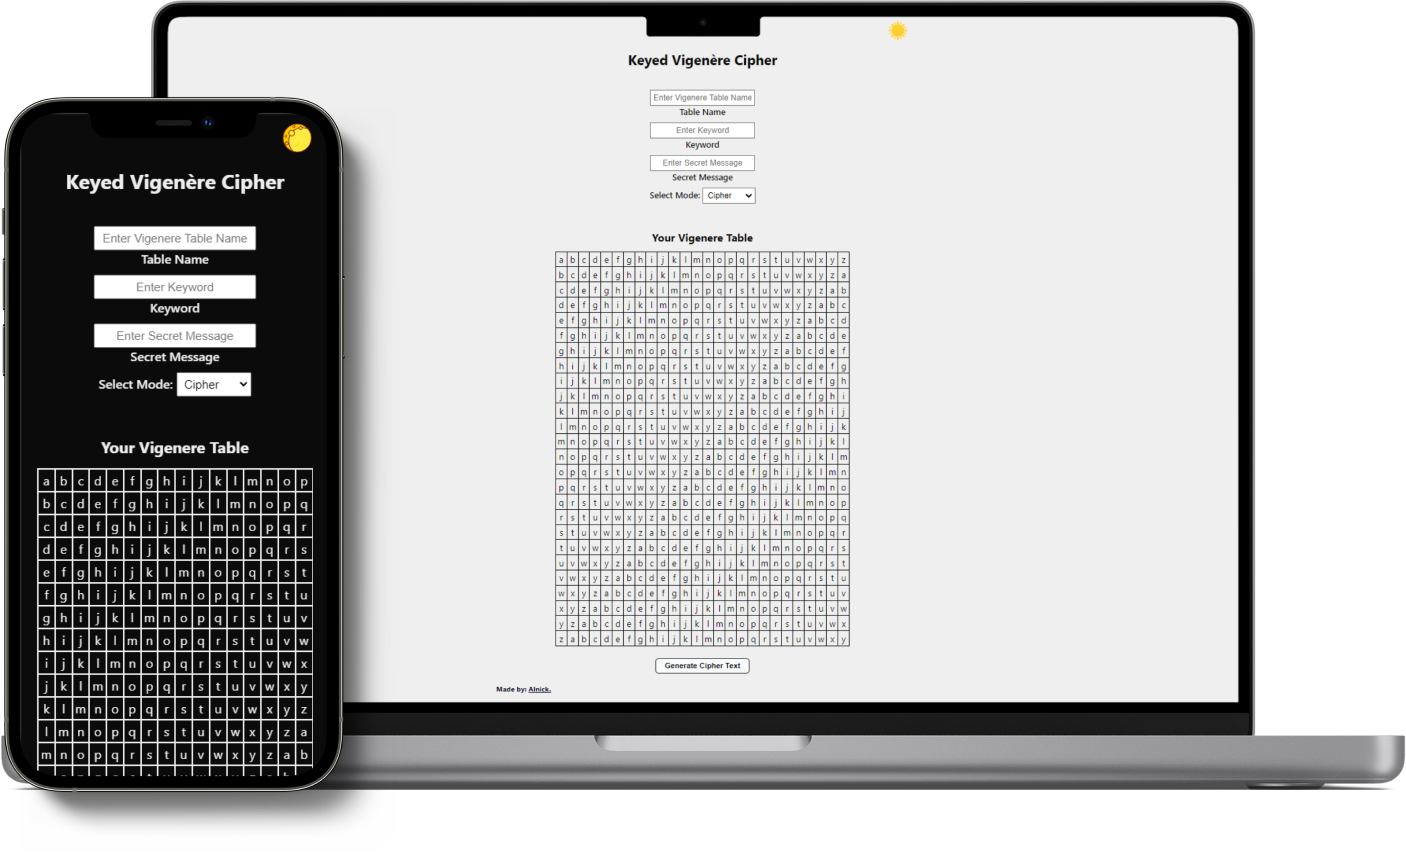 Keyed Vigenère Cipher
Enter Vigenere Table Name
Table Name
Enter Keyword
Keyword
Enter Secret Message
Secret Message
Select Mode: Cipher
Your Vigenere Table
a b c d e f g h i j k l m n o p
b c d e f g h i j k l m n o p q
c d e f g h i j k l m n o p q r
d e f g h i j k l m n o p q r s
e f g h i j k l m n o p q r s t
f g h i j k l m n o p q r s t u
g h i j k l m n o p q r s t u v
h i j k l m n o p q r s t u v w
i j k l m n o p q r s t u v w x
j k l m n o p q r s t u v w x y
k l m n o p q r s t u v w x y z
l m n o p q r s t u v w x y z a
m n o p q r s t u v w x y z a b
Keyed Vigenère Cipher
Enter Vigenere Table Name
Table Name
Enter Keyword
Keyword
Enter Secret Message
Secret Message
Select Mode: Cipher
Your Vigenere Table
a b c d e f g h i j k l m n o p q r s t u v w x y z
b c d e f g h i j k l m n o p q r s t u v w x y z a
c d e f g h i j k l m n o p q r s t u v w x y z a b
d e f g h i j k l m n o p q r s t u v w x y z a b c
e f g h i j k l m n o p q r s t u v w x y z a b c d
f g h i j k l m n o p q r s t u v w x y z a b c d e
g h i j k l m n o p q r s t u v w x y z a b c d e f
h i j k l m n o p q r s t u v w x y z a b c d e f g
i j k l m n o p q r s t u v w x y z a b c d e f g h
j k l m n o p q r s t u v w x y z a b c d e f g h i
k l m n o p q r s t u v w x y z a b c d e f g h i j
l m n o p q r s t u v w x y z a b c d e f g h i j k
m n o p q r s t u v w x y z a b c d e f g h i j k l
n o p q r s t u v w x y z a b c d e f g h i j k l m
o p q r s t u v w x y z a b c d e f g h i j k l m n
p q r s t u v w x y z a b c d e f g h i j k l m n o
q r s t u v w x y z a b c d e f g h i j k l m n o p
r s t u v w x y z a b c d e f g h i j k l m n o p q
s t u v w x y z a b c d e f g h i j k l m n o p q r
t u v w x y z a b c d e f g h i j k l m n o p q r s
u v w x y z a b c d e f g h i j k l m n o p q r s t
v w x y z a b c d e f g h i j k l m n o p q r s t u
w x y z a b c d e f g h i j k l m n o p q r s t u v
x y z a b c d e f g h i j k l m n o p q r s t u v w
y z a b c d e f g h i j k l m n o p q r s t u v w x
z a b c d e f g h i j k l m n o p q r s t u v w x y
Generate Cipher Text
Made by: Alnick.